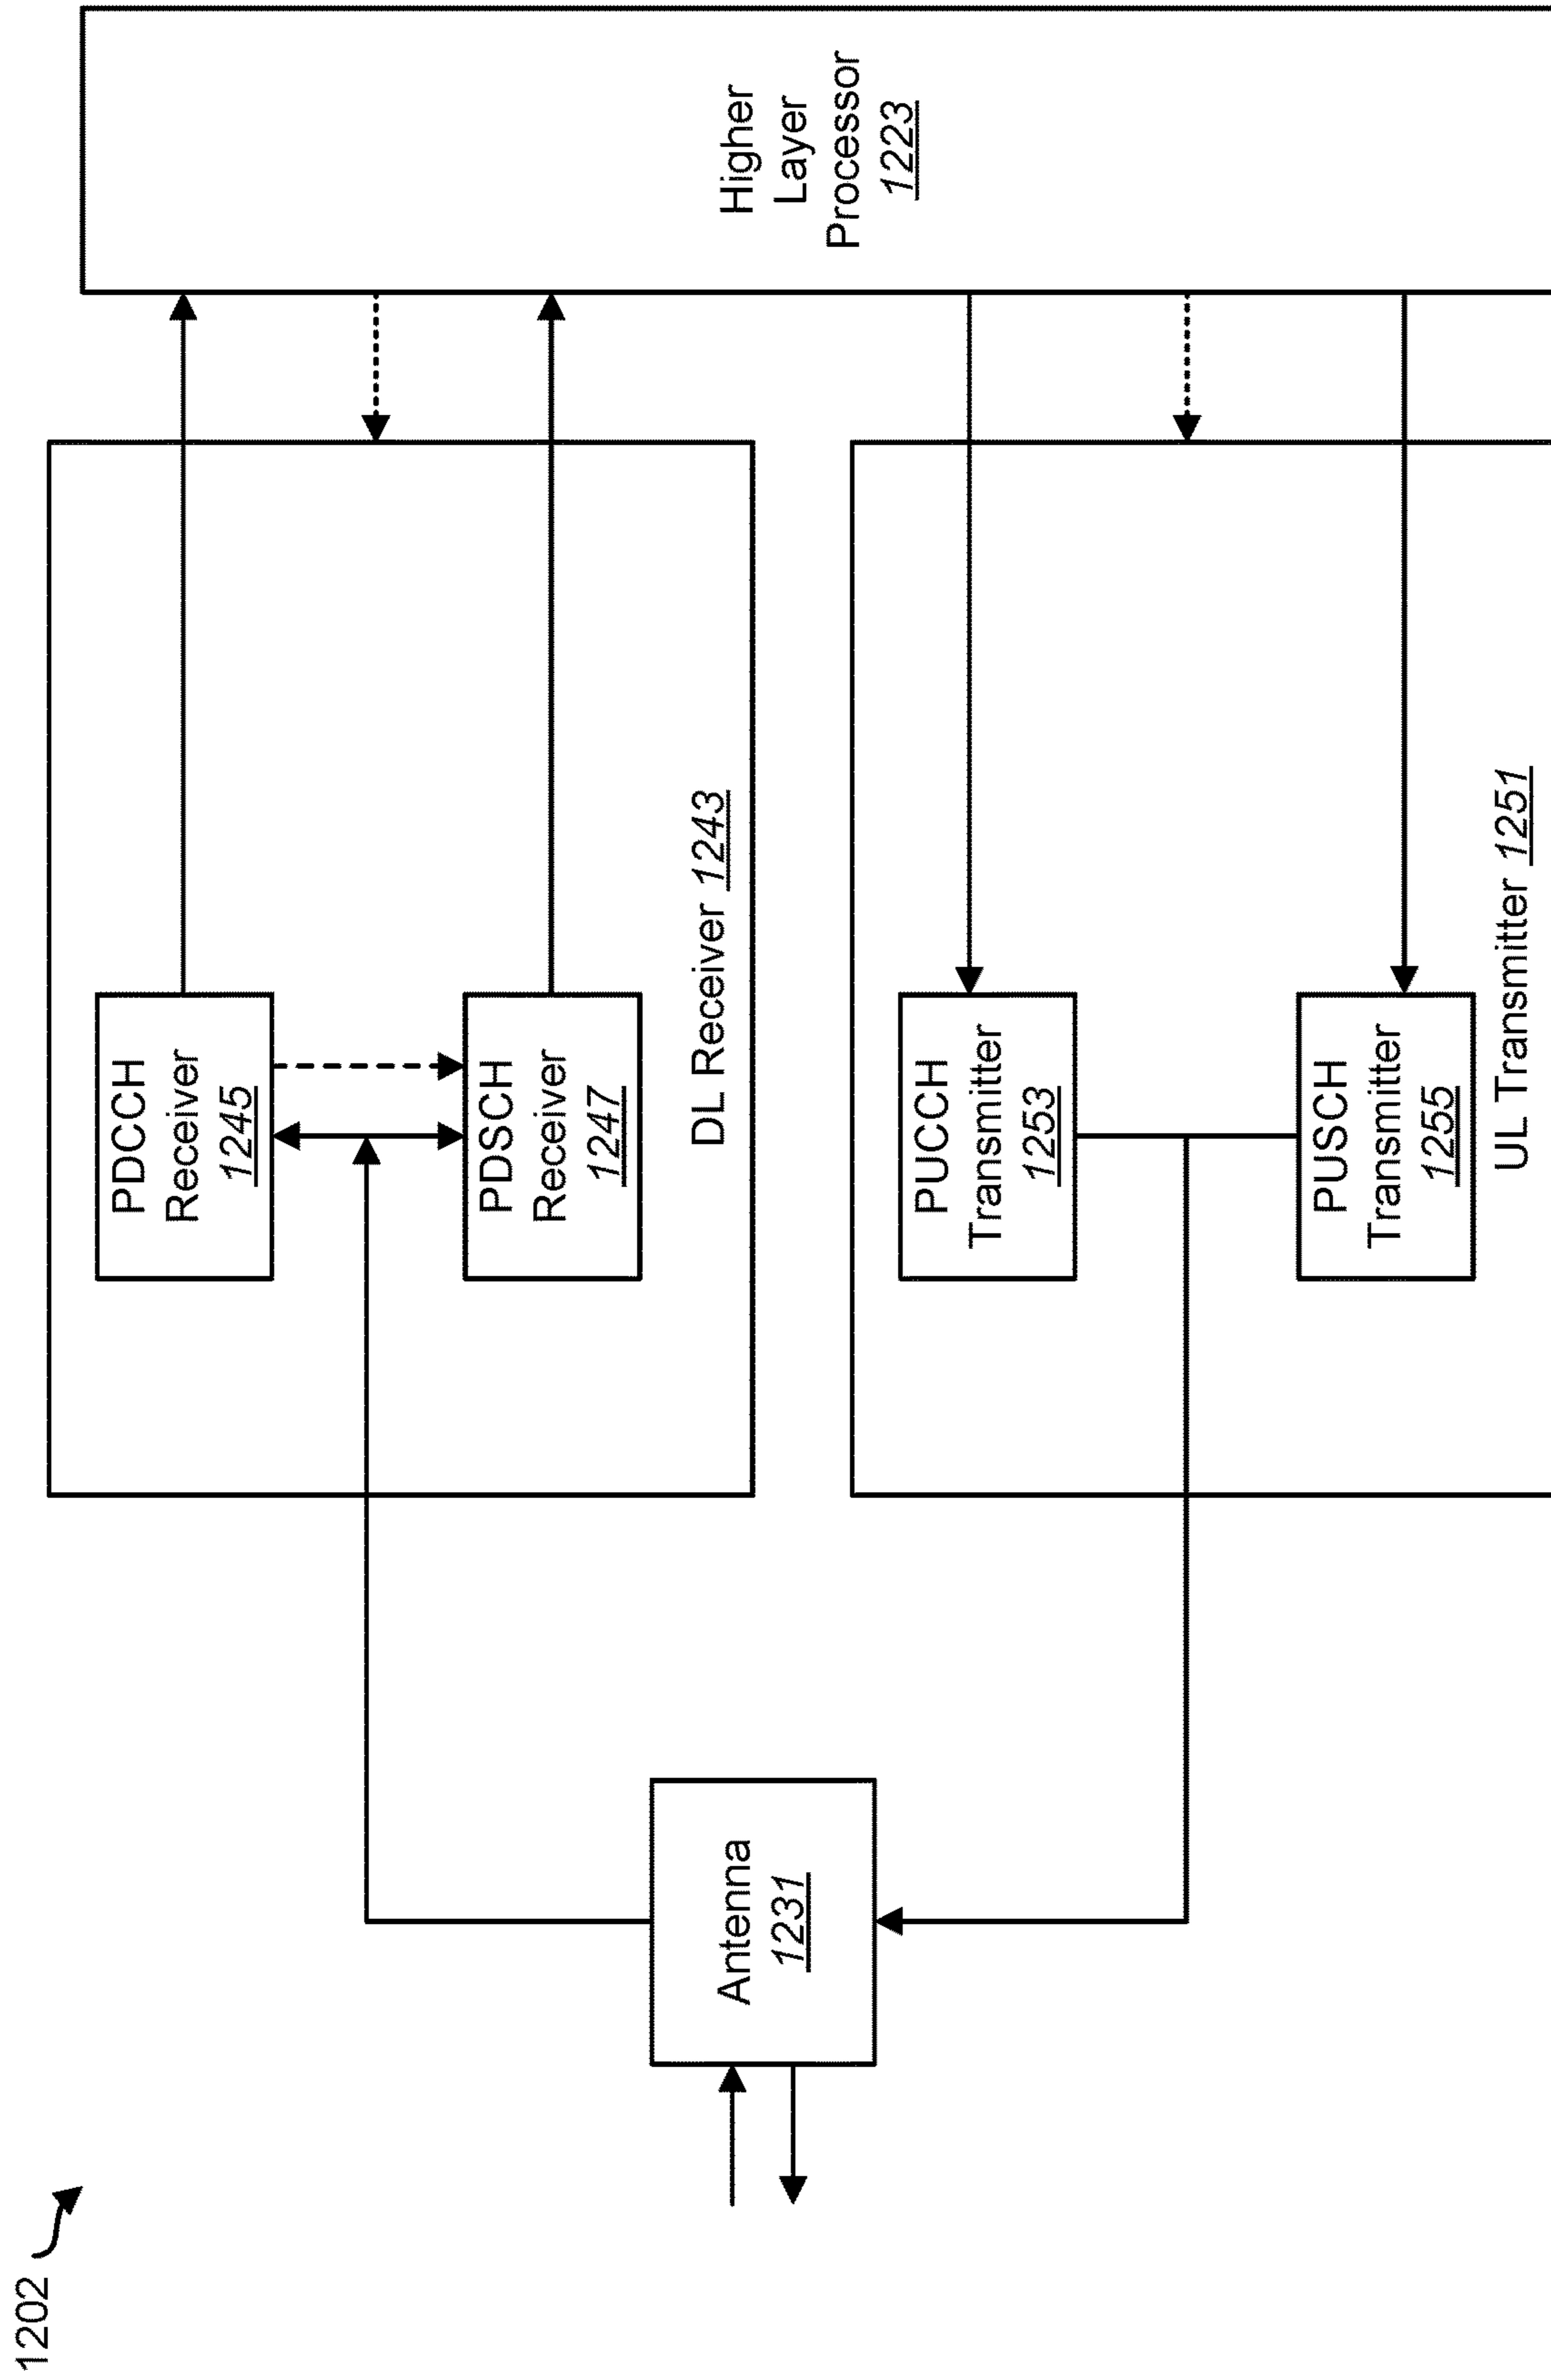 1202
Antenna
1231
PDCCH
Receiver
1245
PDSCH
Receiver
1247
DL Receiver 1243
PUCCH
Transmitter
1253
PUSCH
Transmitter
1255
UL Transmitter 1251
Higher
Layer
Processor
1223